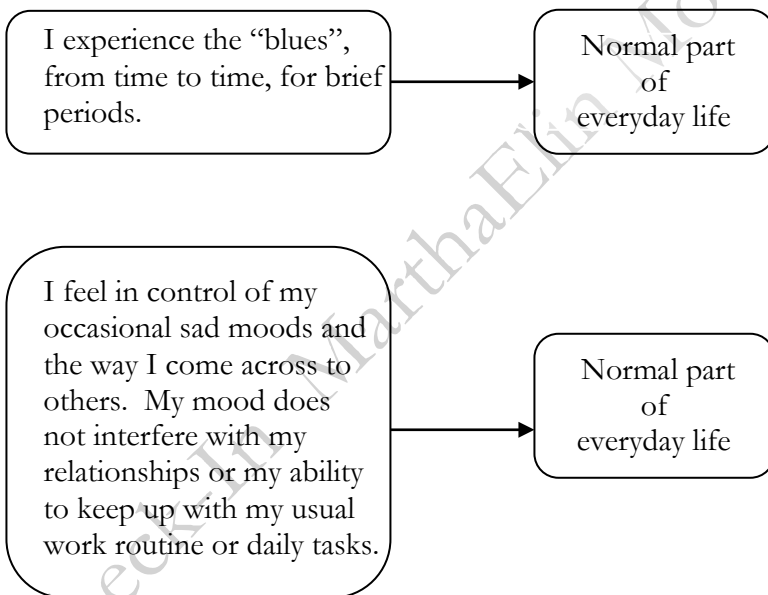 I experience the “blues”,
from time to time, for brief
periods.
Normal part
of
everyday life
I feel in control of my
occasional sad moods and
the way I come across to
others.  My mood does
not interfere with my
relationships or my ability
to keep up with my usual
work routine or daily tasks.
Normal part
of
everyday life
MarthaElin